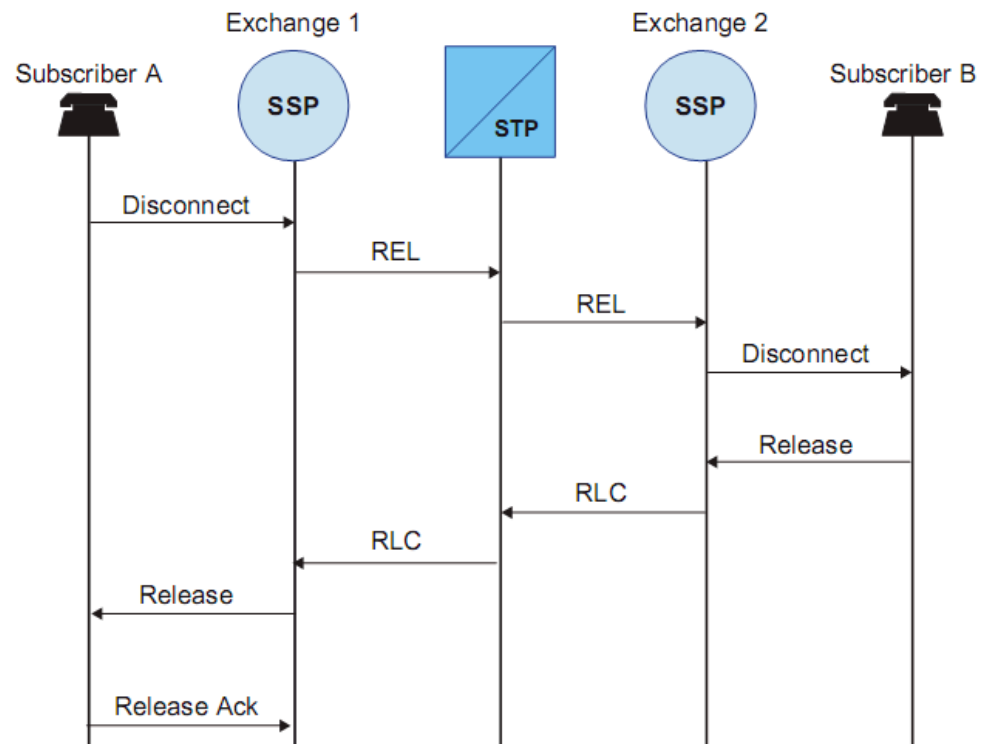 Exchange 1
Exchange 2
Subscriber A
Subscriber B
SSP
STP
SSP
Disconnect
REL
REL
Disconnect
Release
RLC
RLC
Release
Release Ack